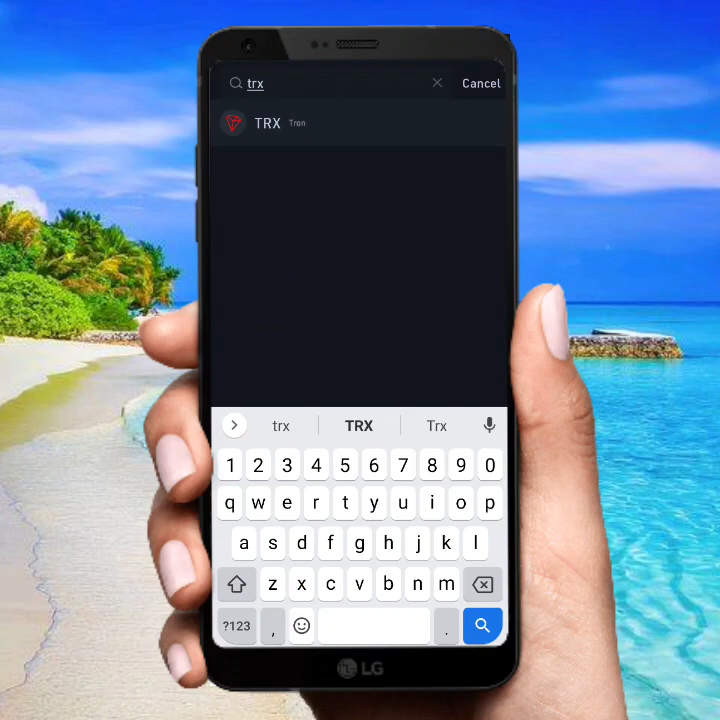 trx Cancel
TRX Tron
trx TRX Trx
1 2 3 4 5 6 7 8 9 0
q w e r t y u i o p
a s d f g h j k l
z x c v b n m
?123 , .
LG